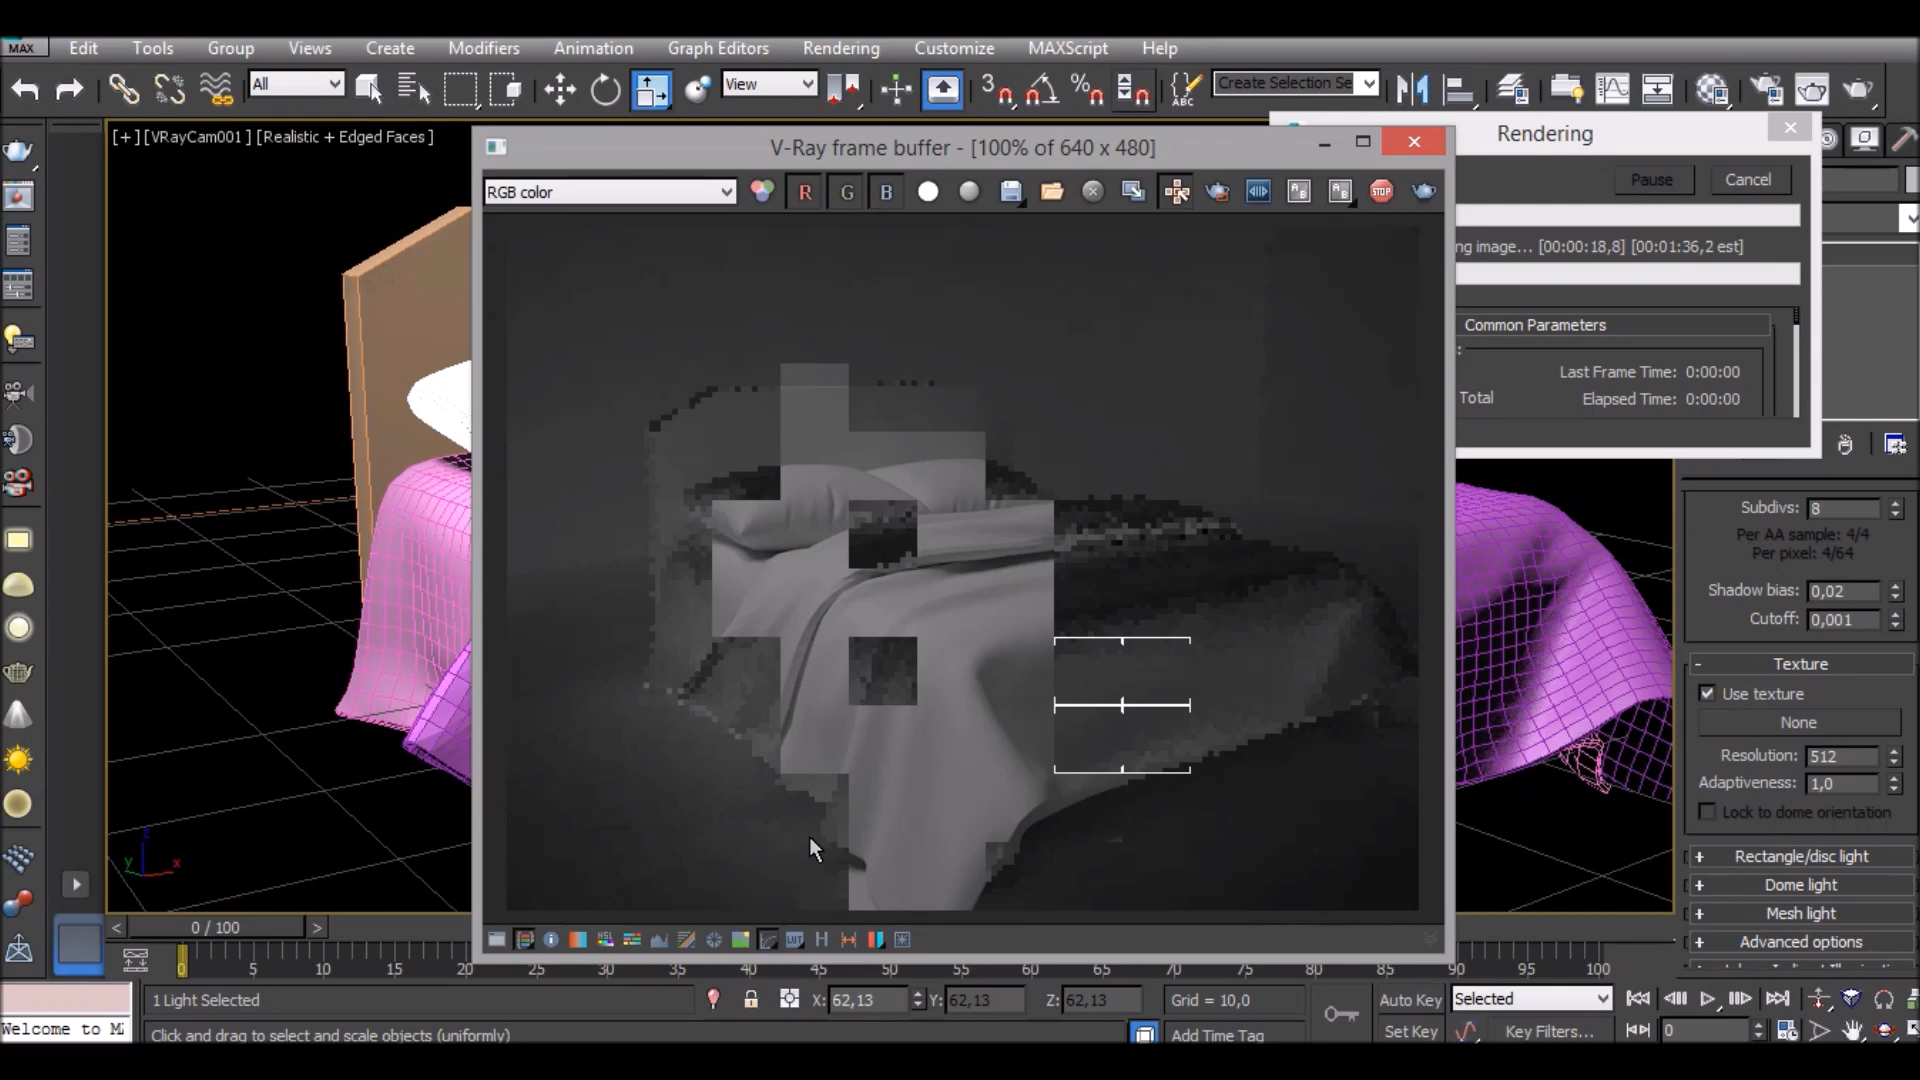 MAX Edit Tools Group Views Create Modifiers Animation Graph Editors Rendering Customize MAXScript Help
All View 3 % ABC Create Selection Se
[+] [VRayCam001 ] [Realistic + Edged Faces ]
V-Ray frame buffer - [100% of 640 x 480]
RGB color R G B STOP
Rendering
Pause Cancel
ng image... [00:00:18,8] [00:01:36,2 est]
Common Parameters
Last Frame Time: 0:00:00
Total Elapsed Time: 0:00:00
Subdivs: 8
Per AA sample: 4/4
Per pixel: 4/64
Shadow bias: 0,02
Cutoff: 0,001
- Texture
Use texture
None
Resolution: 512
Adaptiveness: 1,0
Lock to dome orientation
+ Rectangle/disc light
+ Dome light
+ Mesh light
+ Advanced options
z y x
HSL LUT H
< 0 / 100 >
0 5 10 15 20 25 30 35 40 45 50 55 60 65 70 75 80 85 90 95 100
1 Light Selected X: 62,13 Y: 62,13 Z: 62,13 Grid = 10,0 Auto Key Selected
Welcome to M Click and drag to select and scale objects (uniformly) Add Time Tag Set Key Key Filters... 0